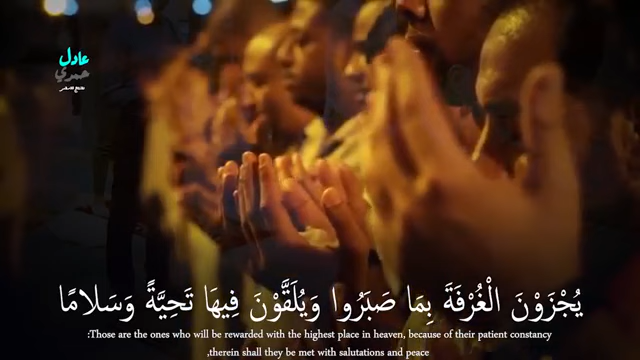 عادل
حمدي
يُجْزَوْنَ الْغُرْفَةَ بِمَا صَبَرُوا وَيُلَقَّوْنَ فِيهَا تَحِيَّةً وَسَلَامًا
:Those are the ones who will be rewarded with the highest place in heaven, because of their patient constancy
,therein shall they be met with salutations and peace